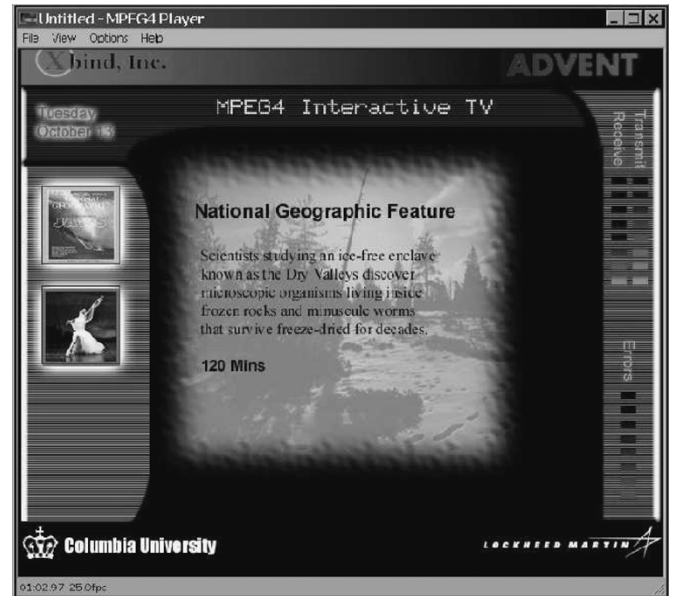 Untitled - MPEG4 Player
File View Options Help
Xbind, Inc.
ADVENT
Tuesday
October 13
MPEG4 Interactive TV
Transmit
Receive
National Geographic Feature
Scientists studying an ice-free enclave
known as the Dry Valleys discover
microscopic organisms living inside
frozen rocks and minuscule worms
that survive freeze-dried for decades.
120 Mins
Errors
Columbia University
LOCKHEED MARTIN
01:02.97 25.0fps